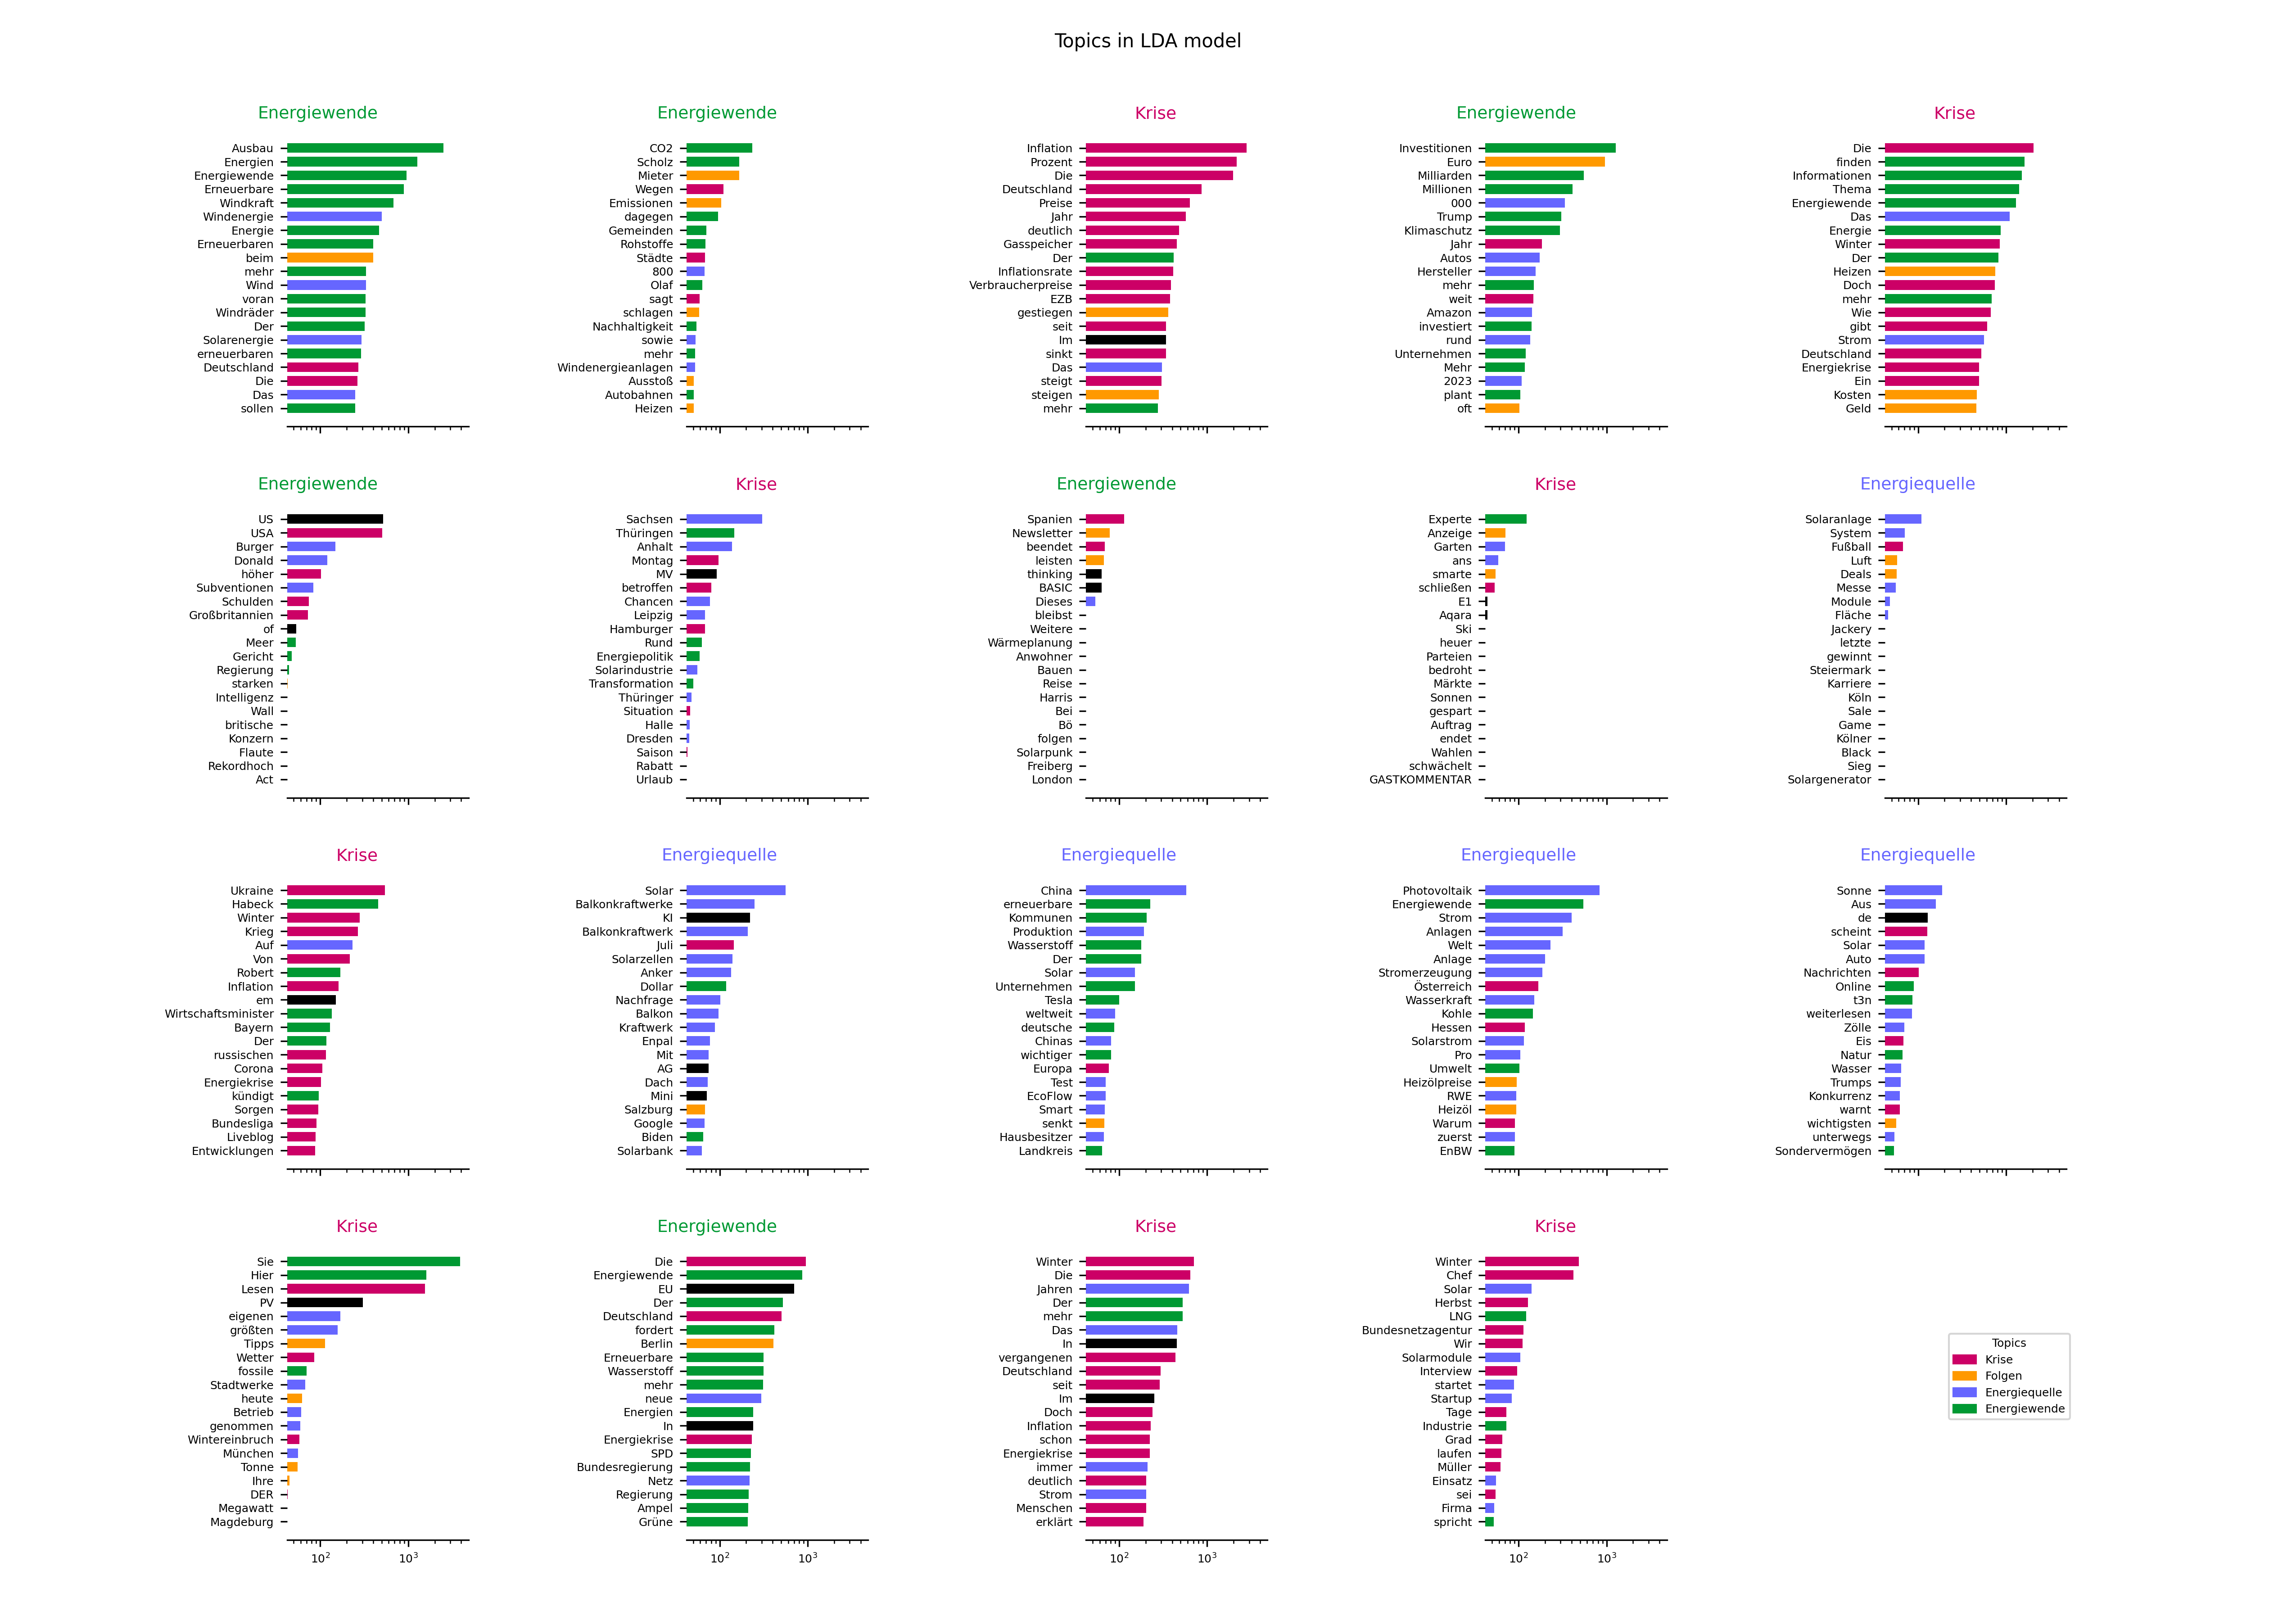 Topics in LDA model
Energiewende
Ausbau
Energien
Energiewende
Erneuerbare
Windkraft
Windenergie
Energie
Erneuerbaren
beim
mehr
Wind
voran
Windräder
Der
Solarenergie
erneuerbaren
Deutschland
Die
Das
sollen
Energiewende
CO2
Scholz
Mieter
Wegen
Emissionen
dagegen
Gemeinden
Rohstoffe
Städte
800
Olaf
sagt
schlagen
Nachhaltigkeit
sowie
mehr
Windenergieanlagen
Ausstoß
Autobahnen
Heizen
Krise
Inflation
Prozent
Die
Deutschland
Preise
Jahr
deutlich
Gasspeicher
Der
Inflationsrate
Verbraucherpreise
EZB
gestiegen
seit
Im
sinkt
Das
steigt
steigen
mehr
Energiewende
Investitionen
Euro
Milliarden
Millionen
000
Trump
Klimaschutz
Jahr
Autos
Hersteller
mehr
weit
Amazon
investiert
rund
Unternehmen
Mehr
2023
plant
oft
Krise
Die
finden
Informationen
Thema
Energiewende
Das
Energie
Winter
Der
Heizen
Doch
mehr
Wie
gibt
Strom
Deutschland
Energiekrise
Ein
Kosten
Geld
Energiewende
US
USA
Burger
Donald
höher
Subventionen
Schulden
Großbritannien
of
Meer
Gericht
Regierung
starken
Intelligenz
Wall
britische
Konzern
Flaute
Rekordhoch
Act
Krise
Sachsen
Thüringen
Anhalt
Montag
MV
betroffen
Chancen
Leipzig
Hamburger
Rund
Energiepolitik
Solarindustrie
Transformation
Thüringer
Situation
Halle
Dresden
Saison
Rabatt
Urlaub
Energiewende
Spanien
Newsletter
beendet
leisten
thinking
BASIC
Dieses
bleibst
Weitere
Wärmeplanung
Anwohner
Bauen
Reise
Harris
Bei
Bö
folgen
Solarpunk
Freiberg
London
Krise
Experte
Anzeige
Garten
ans
smarte
schließen
E1
Aqara
Ski
heuer
Parteien
bedroht
Märkte
Sonnen
gespart
Auftrag
endet
Wahlen
schwächelt
GASTKOMMENTAR
Energiequelle
Solaranlage
System
Fußball
Luft
Deals
Messe
Module
Fläche
Jackery
letzte
gewinnt
Steiermark
Karriere
Köln
Sale
Game
Kölner
Black
Sieg
Solargenerator
Krise
Ukraine
Habeck
Winter
Krieg
Auf
Von
Robert
Inflation
em
Wirtschaftsminister
Bayern
Der
russischen
Corona
Energiekrise
kündigt
Sorgen
Bundesliga
Liveblog
Entwicklungen
Energiequelle
Solar
Balkonkraftwerke
KI
Balkonkraftwerk
Juli
Solarzellen
Anker
Dollar
Nachfrage
Balkon
Kraftwerk
Enpal
Mit
AG
Dach
Mini
Salzburg
Google
Biden
Solarbank
Energiequelle
China
erneuerbare
Kommunen
Produktion
Wasserstoff
Der
Solar
Unternehmen
Tesla
weltweit
deutsche
Chinas
wichtiger
Europa
Test
EcoFlow
Smart
senkt
Hausbesitzer
Landkreis
Energiequelle
Photovoltaik
Energiewende
Strom
Anlagen
Welt
Anlage
Stromerzeugung
Österreich
Wasserkraft
Kohle
Hessen
Solarstrom
Pro
Umwelt
Heizölpreise
RWE
Heizöl
Warum
zuerst
EnBW
Energiequelle
Sonne
Aus
de
scheint
Solar
Auto
Nachrichten
Online
t3n
weiterlesen
Zölle
Eis
Natur
Wasser
Trumps
Konkurrenz
warnt
wichtigsten
unterwegs
Sondervermögen
Krise
Sie
Hier
Lesen
PV
eigenen
größten
Tipps
Wetter
fossile
Stadtwerke
heute
Betrieb
genommen
Wintereinbruch
München
Tonne
Ihre
DER
Megawatt
Magdeburg
10² 10³
Energiewende
Die
Energiewende
EU
Der
Deutschland
fordert
Berlin
Erneuerbare
Wasserstoff
mehr
neue
Energien
In
Energiekrise
SPD
Bundesregierung
Netz
Regierung
Ampel
Grüne
10² 10³
Krise
Winter
Die
Jahren
Der
mehr
Das
In
vergangenen
Deutschland
seit
Im
Doch
Inflation
schon
Energiekrise
immer
deutlich
Strom
Menschen
erklärt
10² 10³
Krise
Winter
Chef
Solar
Herbst
LNG
Bundesnetzagentur
Wir
Solarmodule
Interview
startet
Startup
Tage
Industrie
Grad
laufen
Müller
Einsatz
sei
Firma
spricht
10² 10³
Topics
Krise
Folgen
Energiequelle
Energiewende